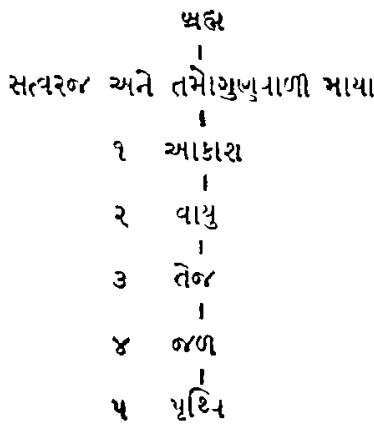 બ્રહ્મ
સત્વરજ અને તમોગુણવાળી માયા
૧ આકાશ
૨ વાયુ
૩ તેજ
૪ જળ
૫ પૃથ્વિ